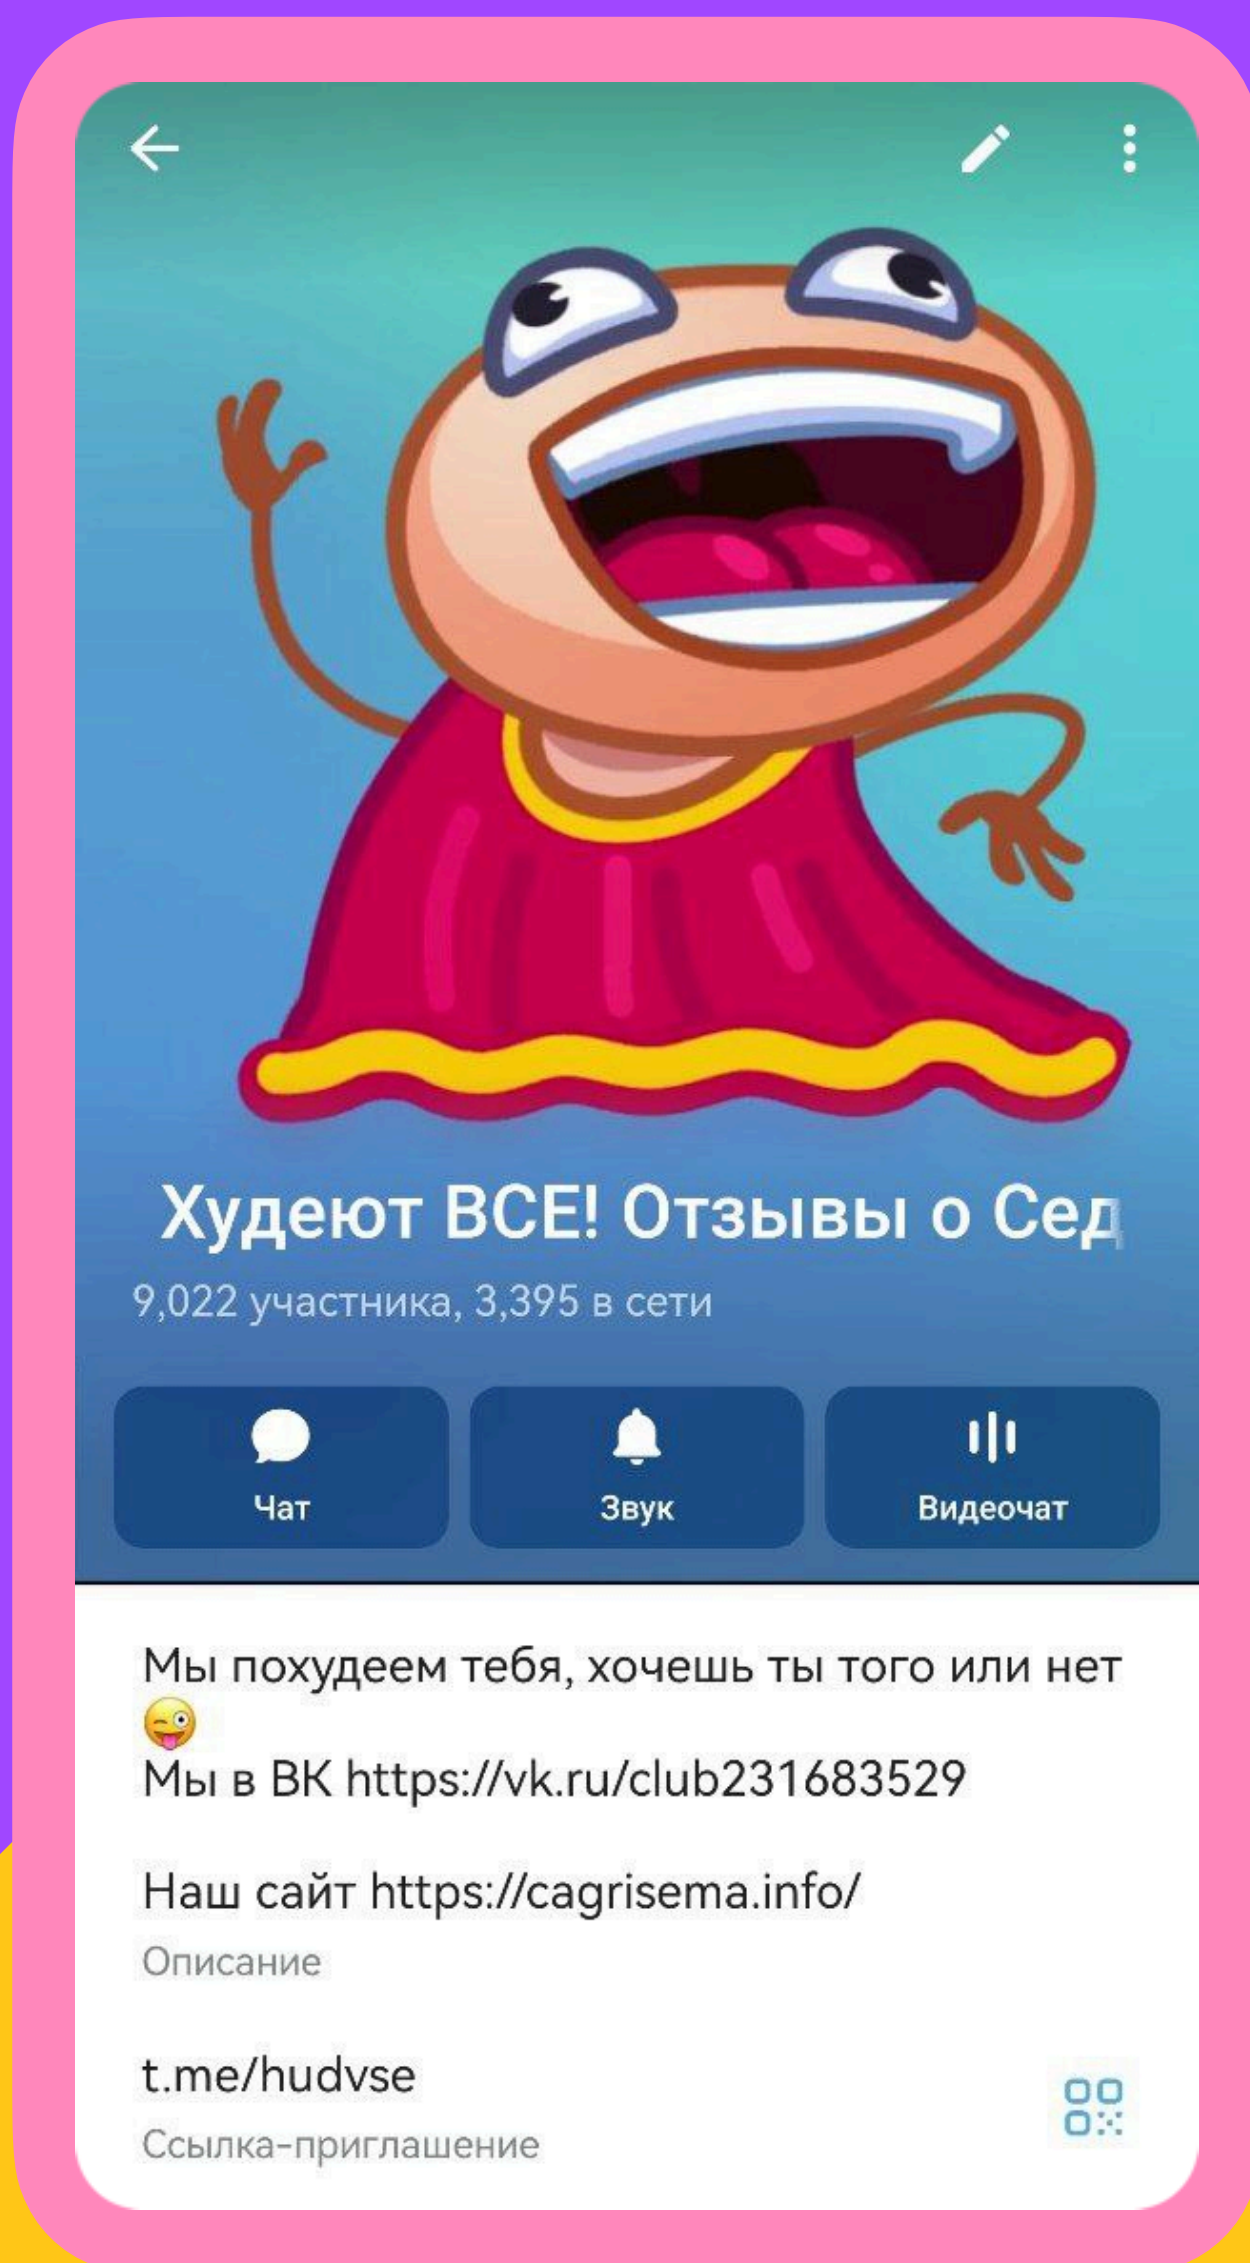 Худеют ВСЕ! Отзывы о Сед
9,022 участника, 3,395 в сети
Чат
Звук
Видеочат
Мы похудеем тебя, хочешь ты того или нет
😜
Мы в ВК https://vk.ru/club231683529
Наш сайт https://cagrisema.info/
Описание
t.me/hudvse
Ссылка-приглашение